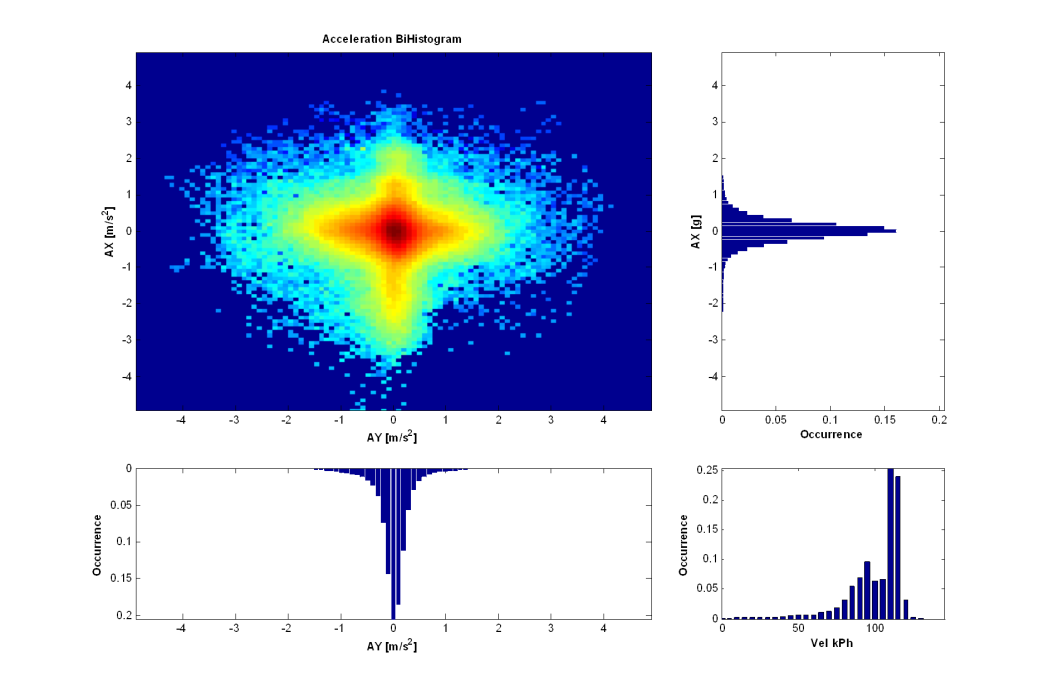 Acceleration BiHistogram
4
3
2
1
0
-1
-2
-3
-4
AX [m/s²]
-4 -3 -2 -1 0 1 2 3 4
AY [m/s²]
4
3
2
1
0
-1
-2
-3
-4
AX [g]
0 0.05 0.1 0.15 0.2
Occurrence
0
0.05
0.1
0.15
0.2
Occurrence
-4 -3 -2 -1 0 1 2 3 4
AY [m/s²]
0.25
0.2
0.15
0.1
0.05
0
Occurrence
0 50 100
Vel kPh